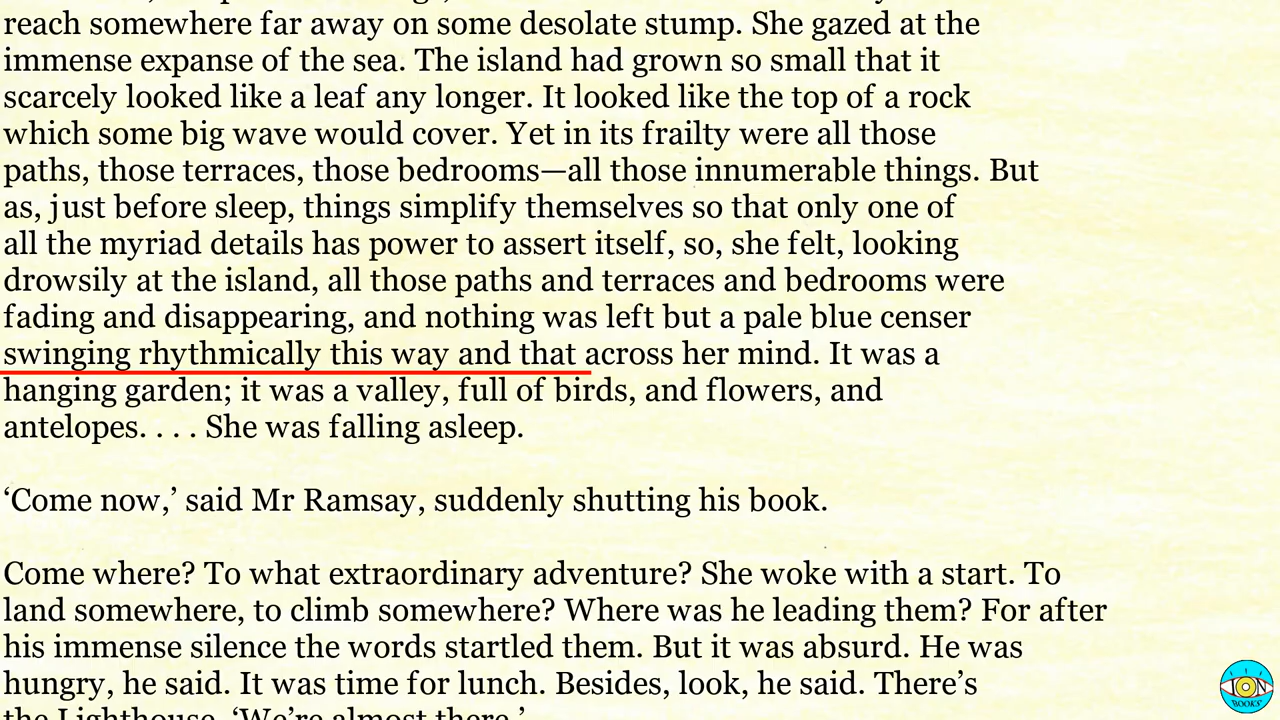 reach somewhere far away on some desolate stump. She gazed at the
immense expanse of the sea. The island had grown so small that it
scarcely looked like a leaf any longer. It looked like the top of a rock
which some big wave would cover. Yet in its frailty were all those
paths, those terraces, those bedrooms—all those innumerable things. But
as, just before sleep, things simplify themselves so that only one of
all the myriad details has power to assert itself, so, she felt, looking
drowsily at the island, all those paths and terraces and bedrooms were
fading and disappearing, and nothing was left but a pale blue censer
swinging rhythmically this way and that across her mind. It was a
hanging garden; it was a valley, full of birds, and flowers, and
antelopes. . . . She was falling asleep.
‘Come now,’ said Mr Ramsay, suddenly shutting his book.
Come where? To what extraordinary adventure? She woke with a start. To
land somewhere, to climb somewhere? Where was he leading them? For after
his immense silence the words startled them. But it was absurd. He was
hungry, he said. It was time for lunch. Besides, look, he said. There’s
the Lighthouse. ‘We’re almost there.’
ION
BOOKS